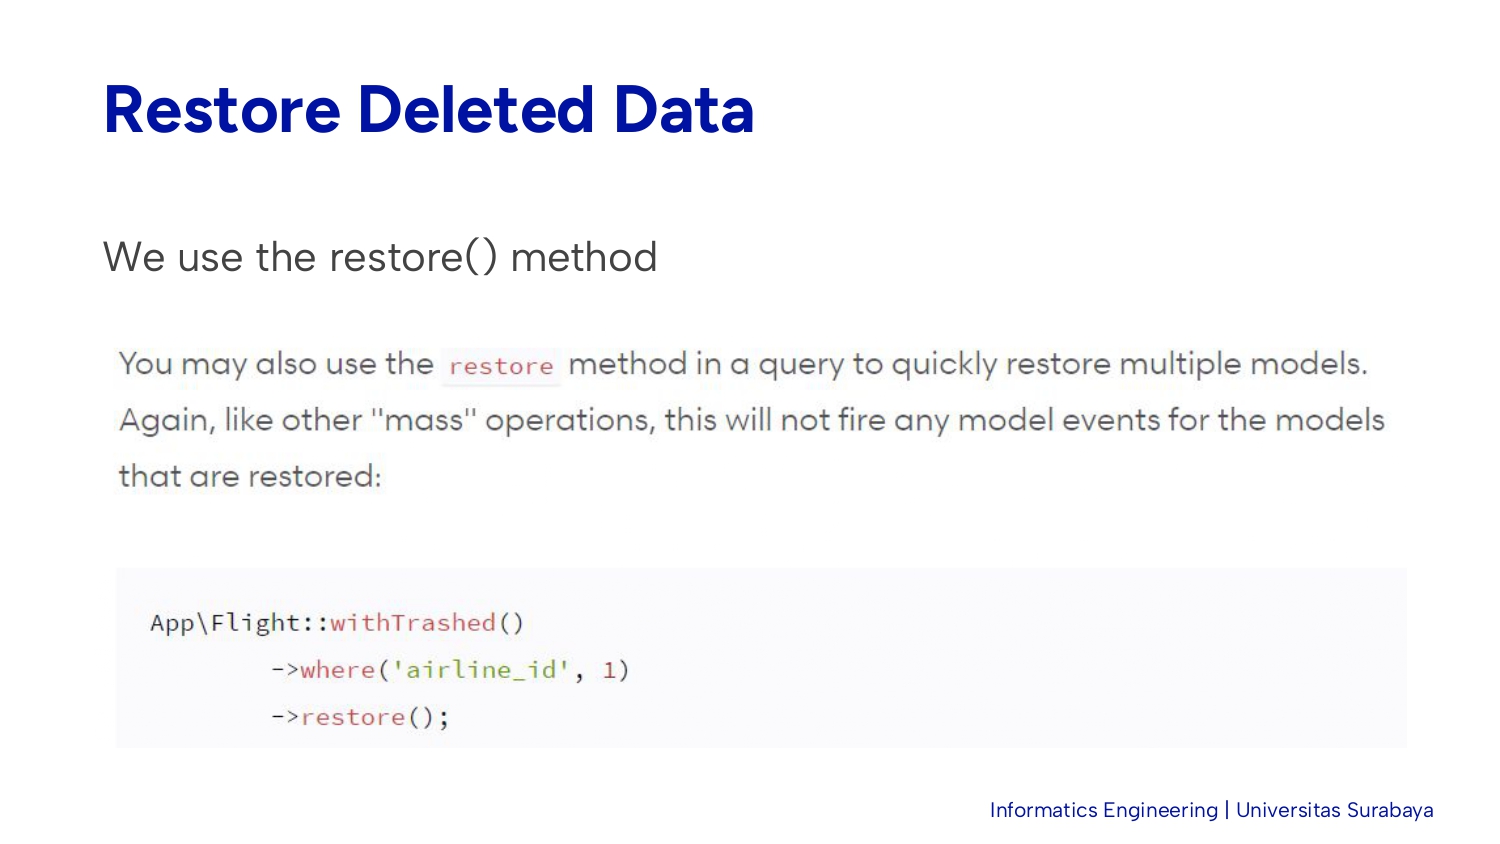 Restore Deleted Data
We use the restore() method
You may also use the restore method in a query to quickly restore multiple models.
Again, like other "mass" operations, this will not fire any model events for the models
that are restored:
App\Flight::withTrashed()
        ->where('airline_id', 1)
        ->restore();
Informatics Engineering | Universitas Surabaya